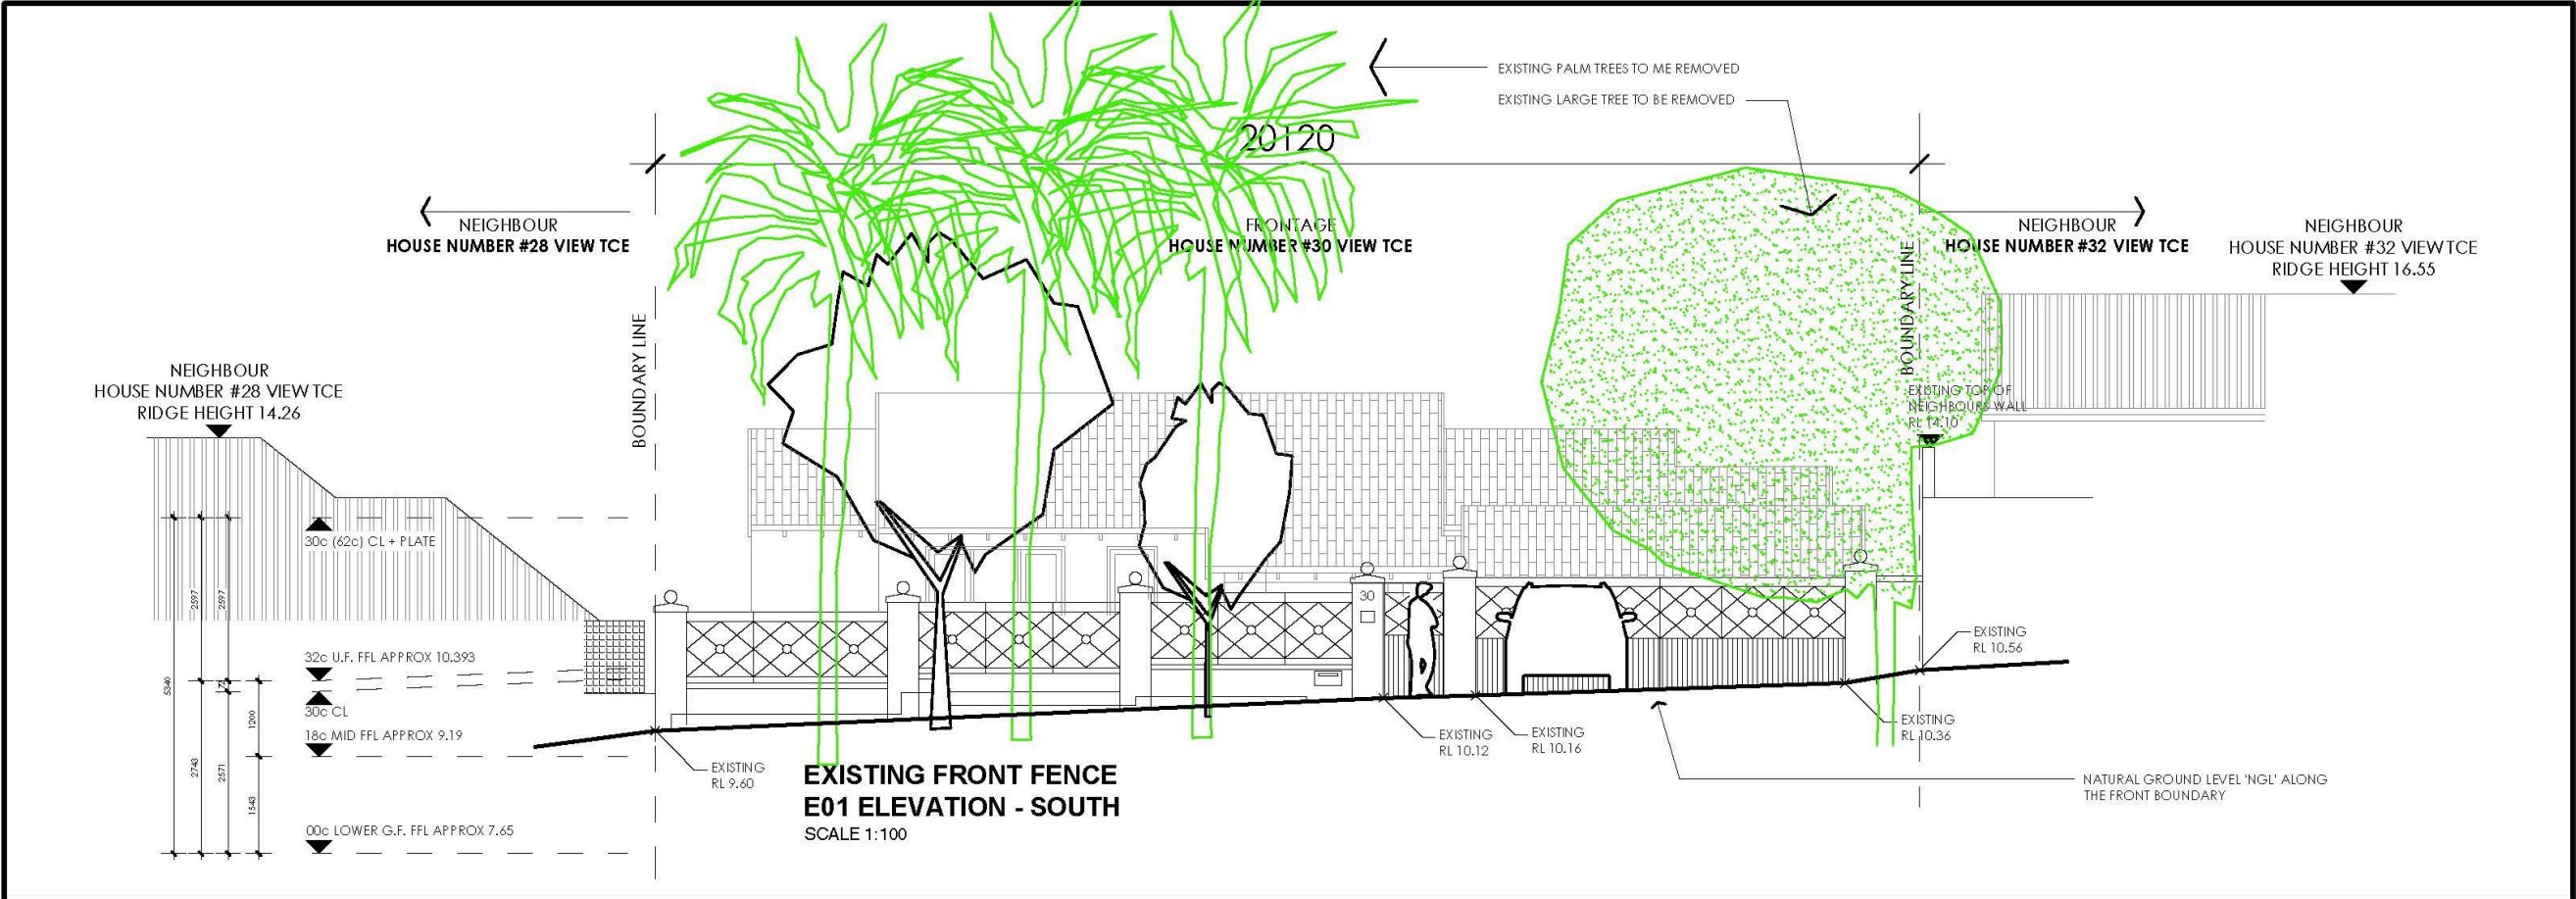 EXISTING PALM TREES TO ME REMOVED
EXISTING LARGE TREE TO BE REMOVED
20120
NEIGHBOUR
HOUSE NUMBER #28 VIEW TCE
FRONTAGE
HOUSE NUMBER #30 VIEW TCE
NEIGHBOUR
HOUSE NUMBER #32 VIEW TCE
NEIGHBOUR
HOUSE NUMBER #32 VIEW TCE
RIDGE HEIGHT 16.55
BOUNDARY LINE
BOUNDARY LINE
NEIGHBOUR
HOUSE NUMBER #28 VIEW TCE
RIDGE HEIGHT 14.26
EXISTING TOP OF
NEIGHBOURS WALL
RL 14.10
30c (62c) CL + PLATE
2597
2597
30
32c U.F. FFL APPROX 10.393
5340
30c CL
1200
18c MID FFL APPROX 9.19
2743
2571
1543
00c LOWER G.F. FFL APPROX 7.65
EXISTING
RL 9.60
EXISTING
RL 10.12
EXISTING
RL 10.16
EXISTING
RL 10.36
EXISTING
RL 10.56
NATURAL GROUND LEVEL 'NGL' ALONG
THE FRONT BOUNDARY
EXISTING FRONT FENCE
E01 ELEVATION - SOUTH
SCALE 1:100